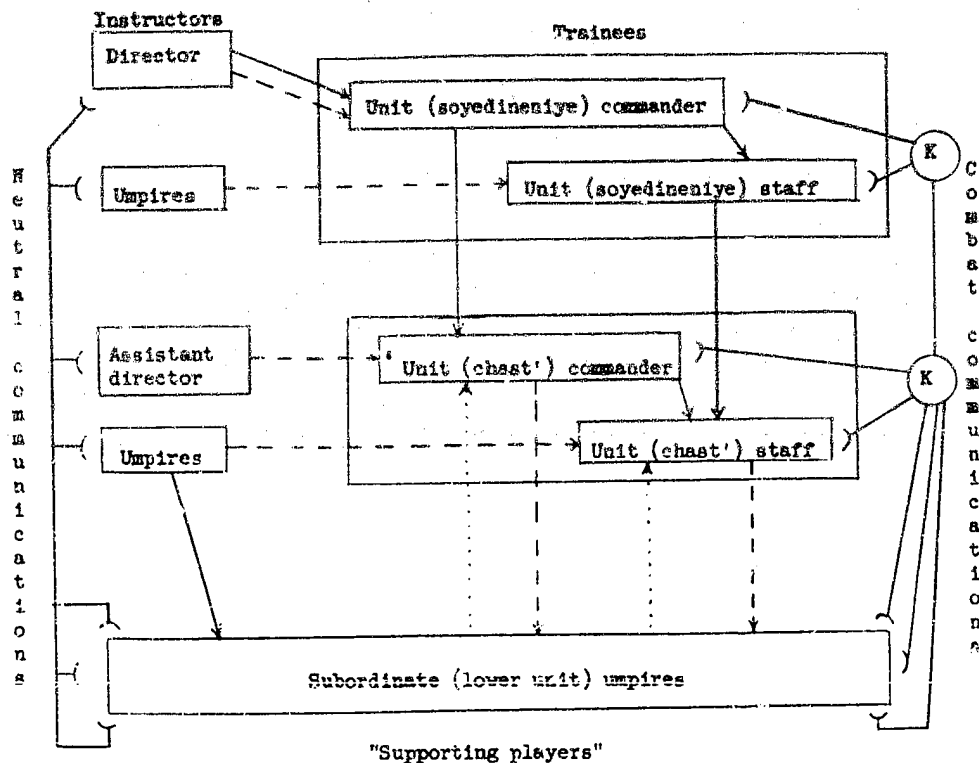 Instructors
Trainees
Director
Unit (soyedineniye) commander
K
Umpires
Unit (soyedineniye) staff
Neutral communications
Combat communications
Assistant
director
Unit (chast') commander
K
Umpires
Unit (chast') staff
Subordinate (lower unit) umpires
"Supporting players"